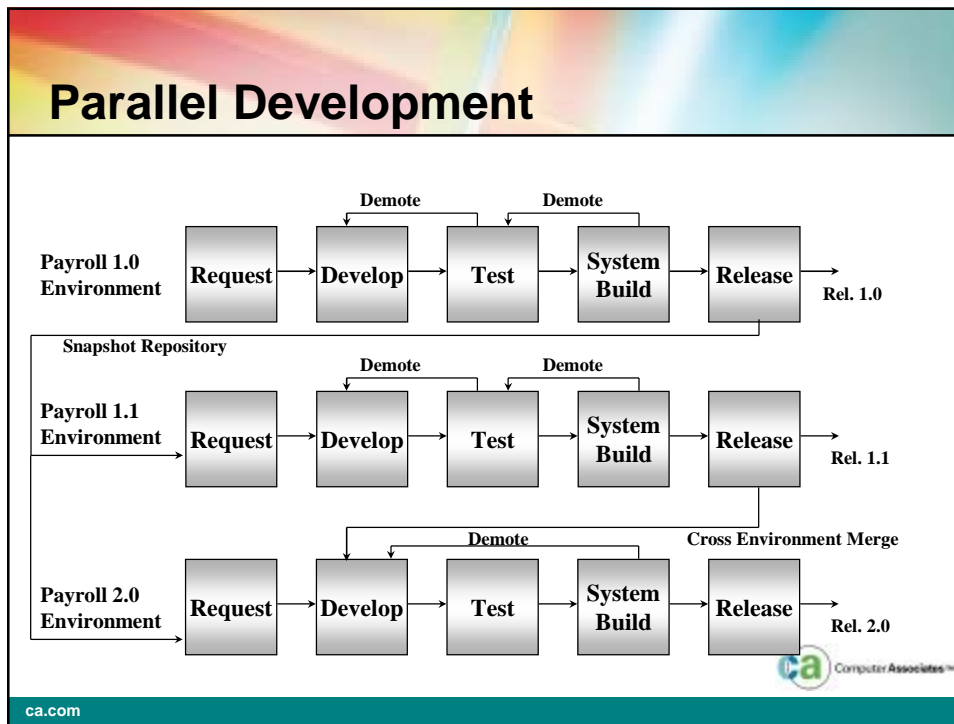 Parallel Development
Demote
Demote
Payroll 1.0
Environment
Request
Develop
Test
System
Build
Release
Rel. 1.0
Snapshot Repository
Demote
Demote
Payroll 1.1
Environment
Request
Develop
Test
System
Build
Release
Rel. 1.1
Demote
Cross Environment Merge
Payroll 2.0
Environment
Request
Develop
Test
System
Build
Release
Rel. 2.0
ca Computer Associates™
ca.com